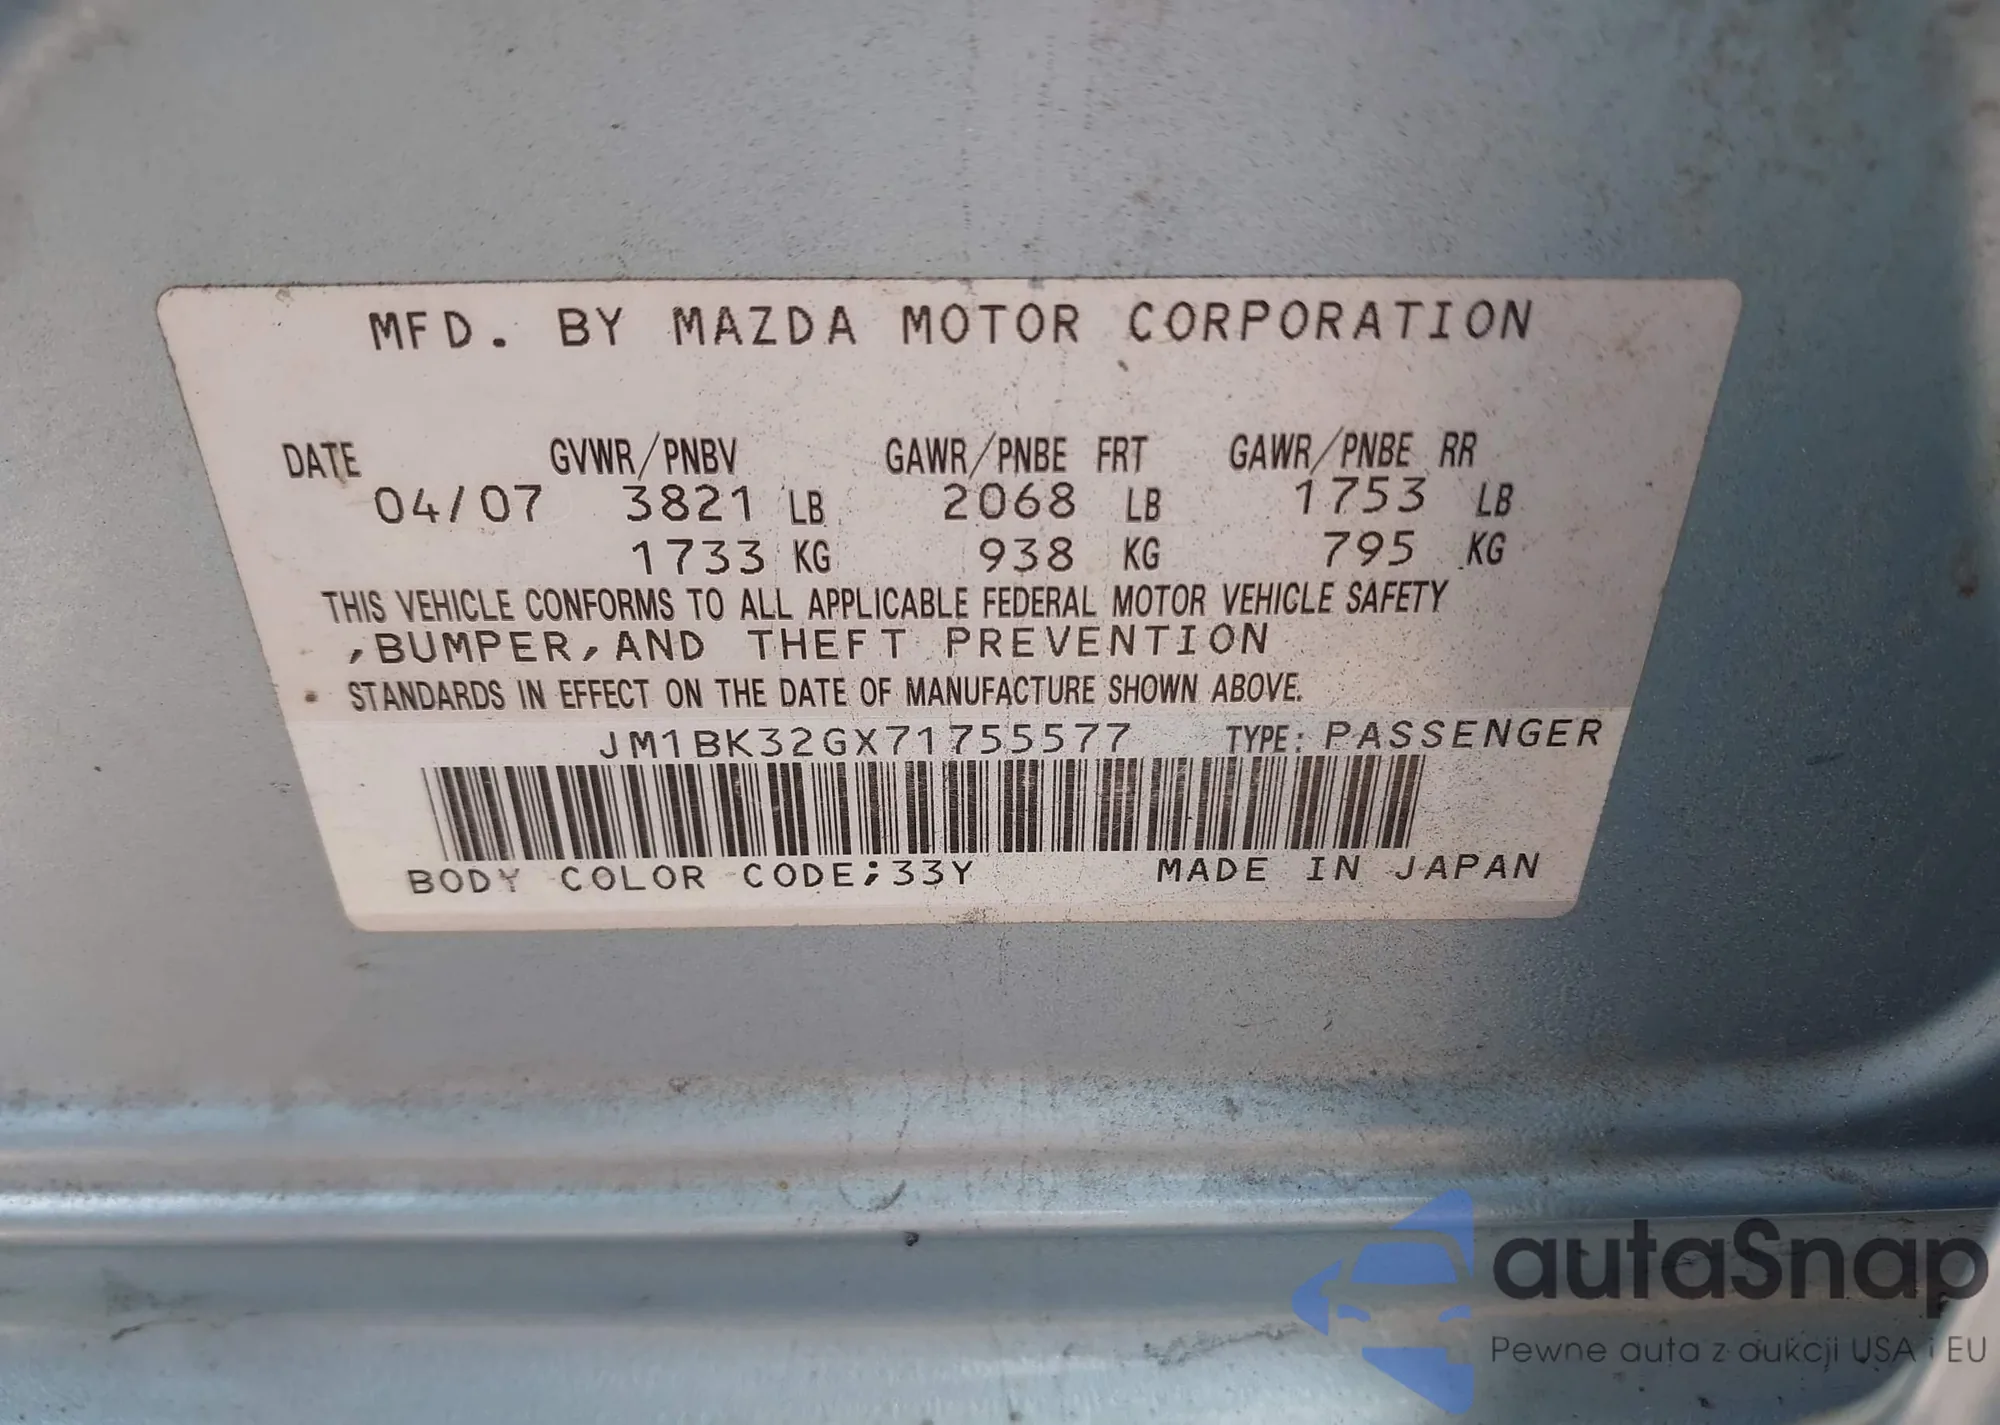 MFD. BY MAZDA MOTOR CORPORATION
DATE GVWR/PNBV GAWR/PNBE FRT GAWR/PNBE RR
04/07 3821 LB 2068 LB 1753 LB
1733 KG 938 KG 795 KG
THIS VEHICLE CONFORMS TO ALL APPLICABLE FEDERAL MOTOR VEHICLE SAFETY
,BUMPER,AND THEFT PREVENTION
STANDARDS IN EFFECT ON THE DATE OF MANUFACTURE SHOWN ABOVE.
JM1BK32GX71755577 TYPE: PASSENGER
BODY COLOR CODE;33Y MADE IN JAPAN
autaSnap
Pewne auta z aukcji USA i EU